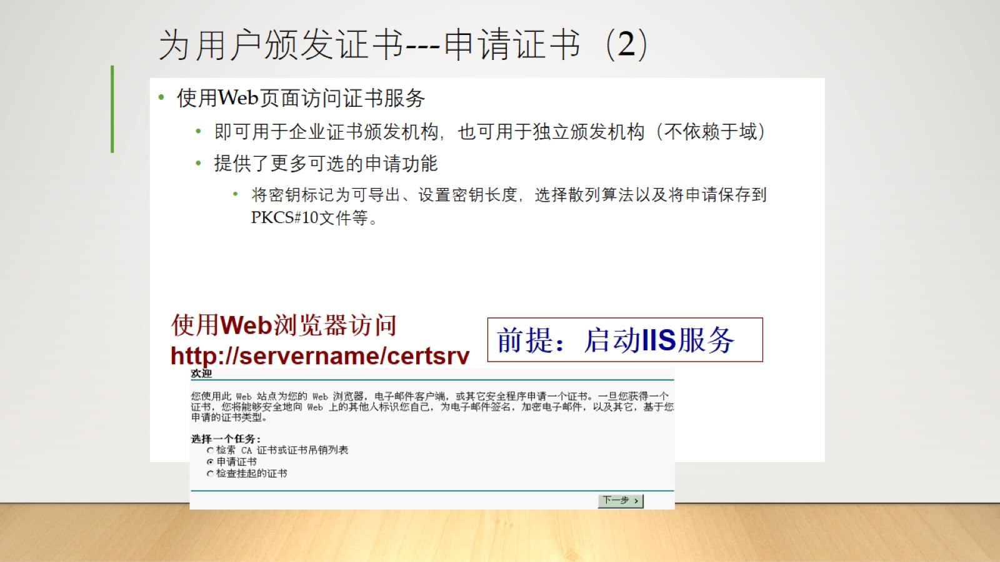 为用户颁发证书---申请证书（2）
• 使用Web页面访问证书服务
• 即可用于企业证书颁发机构，也可用于独立颁发机构（不依赖于域）
• 提供了更多可选的申请功能
• 将密钥标记为可导出、设置密钥长度，选择散列算法以及将申请保存到
PKCS#10文件等。
使用Web浏览器访问
http://servername/certsrv
前提：启动IIS服务
欢迎
您使用此 Web 站点为您的 Web 浏览器，电子邮件客户端，或其它安全程序申请一个证书。一旦您获得一个
证书，您将能够安全地向 Web 上的其他人标识您自己，为电子邮件签名，加密电子邮件，以及其它，基于您
申请的证书类型。
选择一个任务：
检索 CA 证书或证书吊销列表
申请证书
检查挂起的证书
下一步 >